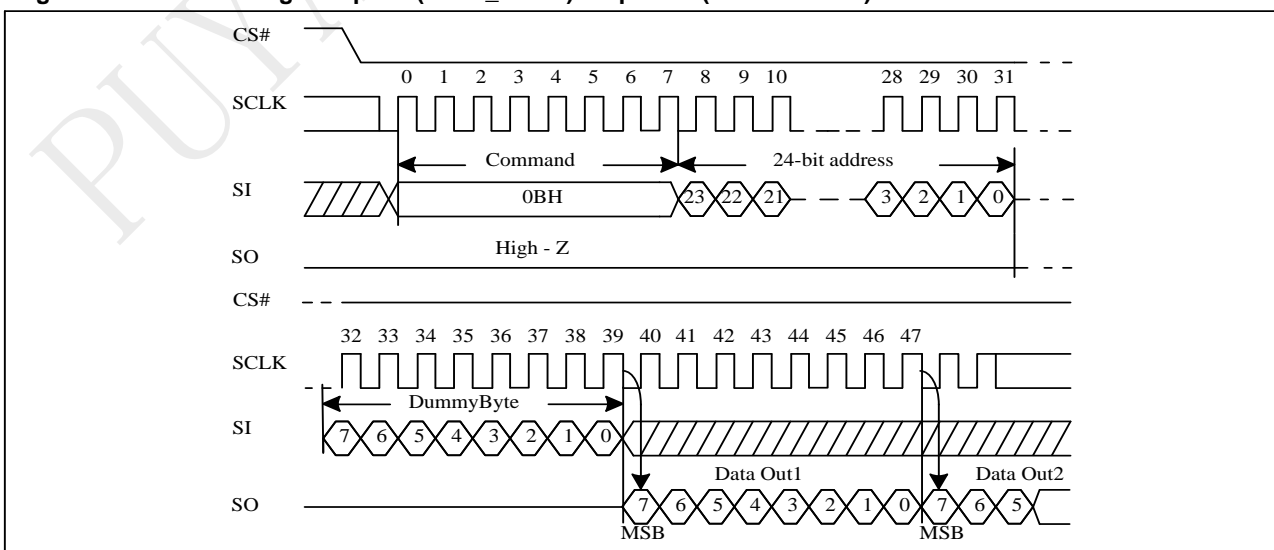 CS#
0 1 2 3 4 5 6 7 8 9 10 28 29 30 31
SCLK
Command 24-bit address
SI 0BH 23 22 21 3 2 1 0
High - Z
SO
CS#
32 33 34 35 36 37 38 39 40 41 42 43 44 45 46 47
SCLK
DummyByte
SI 7 6 5 4 3 2 1 0
Data Out1 Data Out2
SO 7 6 5 4 3 2 1 0 7 6 5
MSB MSB